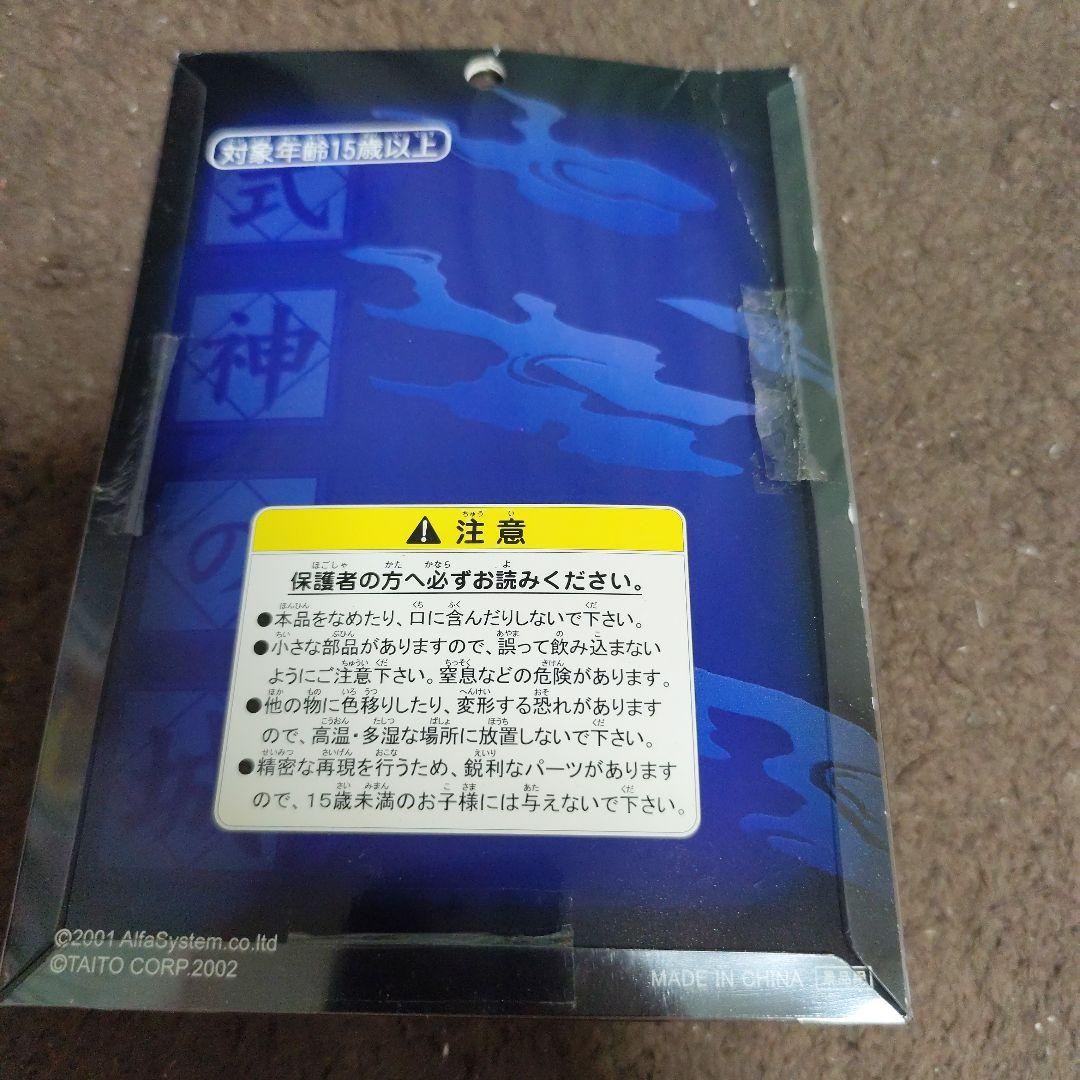 対象年齢15歳以上
式
神
の
注意
保護者の方へ必ずお読みください。
●本品をなめたり、口に含んだりしないで下さい。
●小さな部品がありますので、誤って飲み込まない
ようにご注意下さい。窒息などの危険があります。
●他の物に色移りしたり、変形する恐れがあります
ので、高温・多湿な場所に放置しないで下さい。
●精密な再現を行うため、鋭利なパーツがあります
ので、15歳未満のお子様には与えないで下さい。
©2001 AlfaSystem.co.ltd
©TAITO CORP.2002
MADE IN CHINA